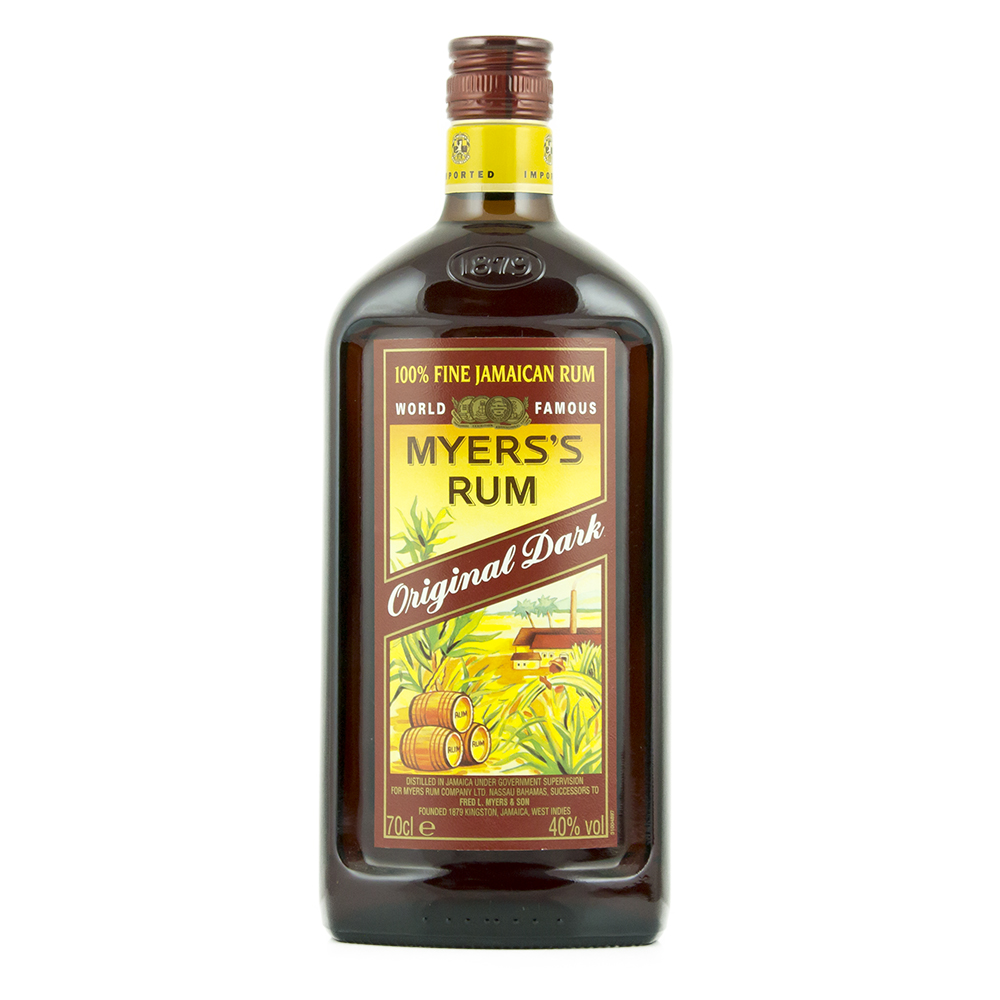 PORTED IMPO
1879
100% FINE JAMAICAN RUM
WORLD FAMOUS
MYERS'S
RUM
Original Dark
RUM
RUM RUM
DISTILLED IN JAMAICA UNDER GOVERNMENT SUPERVISION
FOR MYERS RUM COMPANY LTD. NASSAU BAHAMAS, SUCCESSORS TO
FRED L. MYERS & SON
FOUNDED 1879 KINGSTON, JAMAICA, WEST INDIES
70cl e 40% vol